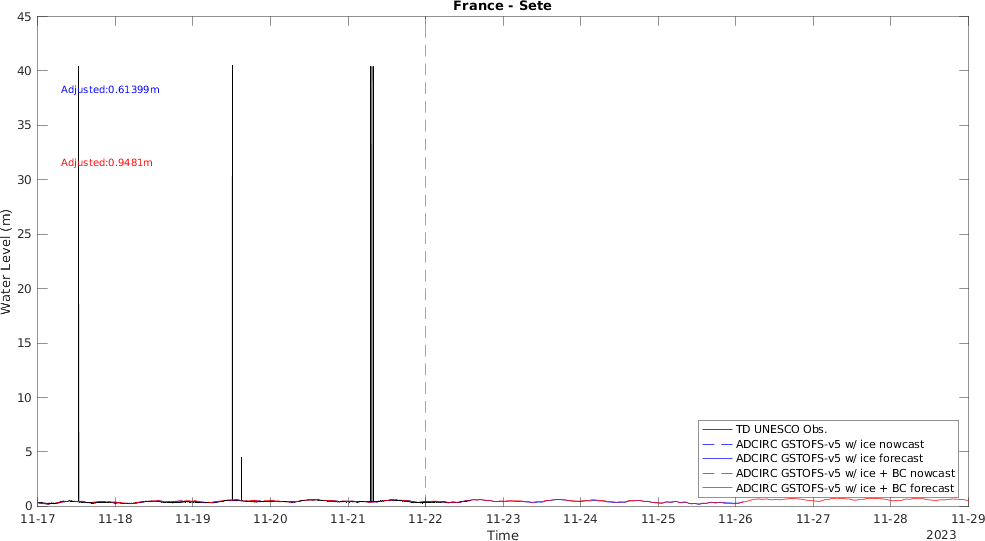 France - Sete
45
40
35
30
25
20
15
10
5
0
Water Level (m)
Adjusted:0.61399m
Adjusted:0.9481m
TD UNESCO Obs.
ADCIRC GSTOFS-v5 w/ ice nowcast
ADCIRC GSTOFS-v5 w/ ice forecast
ADCIRC GSTOFS-v5 w/ ice + BC nowcast
ADCIRC GSTOFS-v5 w/ ice + BC forecast
11-17 11-18 11-19 11-20 11-21 11-22 11-23 11-24 11-25 11-26 11-27 11-28 11-29
Time
2023